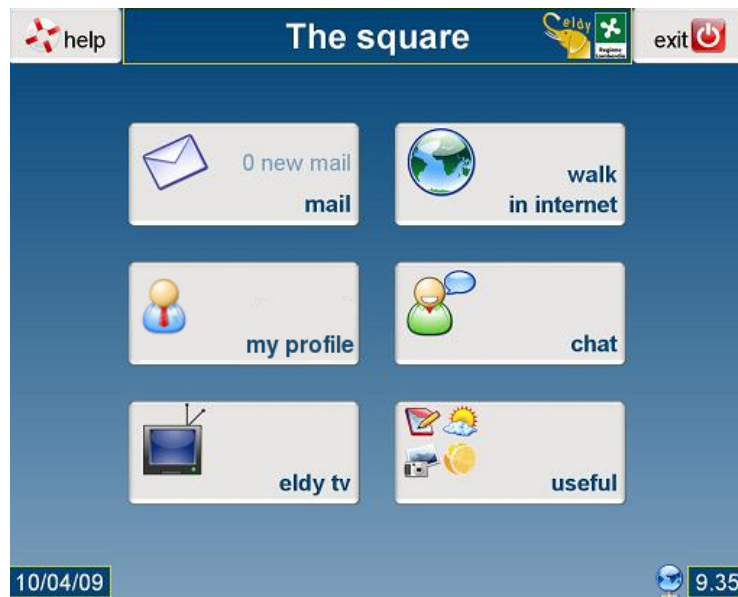 help
The square
eldy
Regione
Lombardia
exit
0 new mail
mail
walk
in internet
my profile
chat
eldy tv
useful
10/04/09
9.35